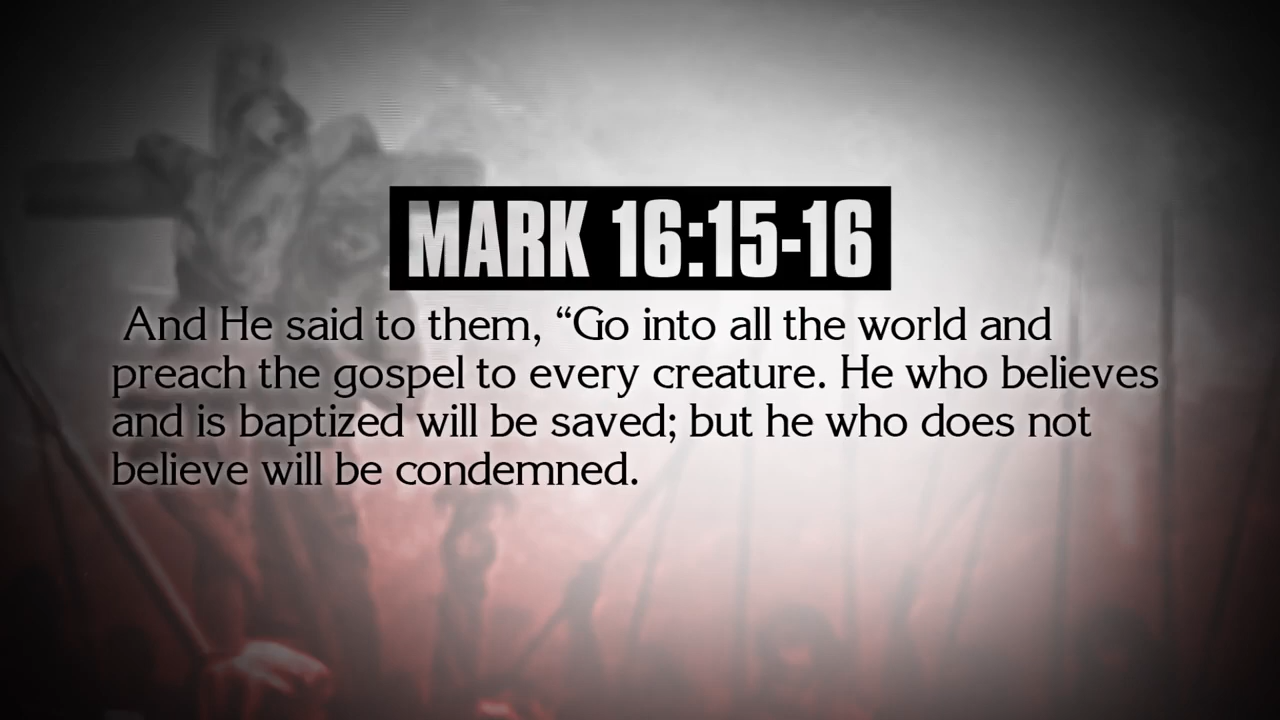 MARK 16:15-16
And He said to them, “Go into all the world and
preach the gospel to every creature. He who believes
and is baptized will be saved; but he who does not
believe will be condemned.